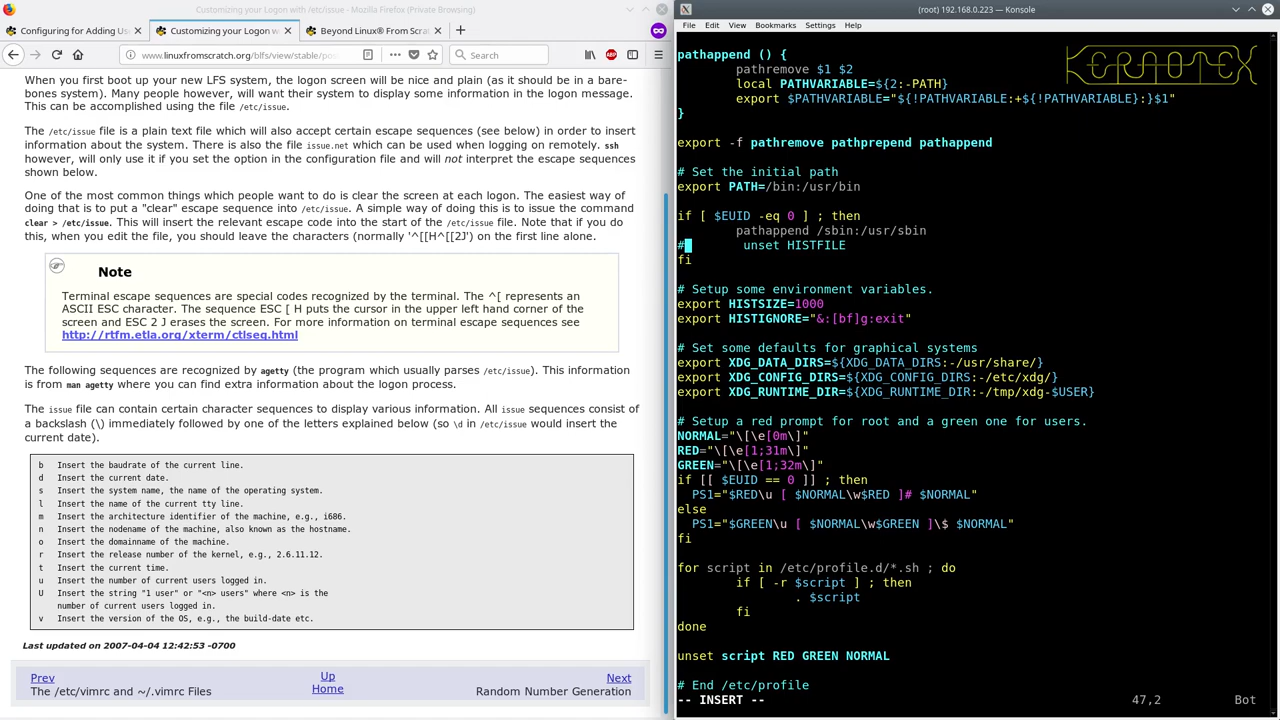 Customizing your Logon with /etc/issue - Mozilla Firefox (Private Browsing)
Configuring for Adding Us
Customizing your Logon w
Beyond Linux® From Scrat
www.linuxfromscratch.org/blfs/view/stable/pos
Search
When you first boot up your new LFS system, the logon screen will be nice and plain (as it should be in a bare-
bones system). Many people however, will want their system to display some information in the logon message.
This can be accomplished using the file /etc/issue.
The /etc/issue file is a plain text file which will also accept certain escape sequences (see below) in order to insert
information about the system. There is also the file issue.net which can be used when logging on remotely. ssh
however, will only use it if you set the option in the configuration file and will not interpret the escape sequences
shown below.
One of the most common things which people want to do is clear the screen at each logon. The easiest way of
doing that is to put a "clear" escape sequence into /etc/issue. A simple way of doing this is to issue the command
clear > /etc/issue. This will insert the relevant escape code into the start of the /etc/issue file. Note that if you do
this, when you edit the file, you should leave the characters (normally '^[[H^[[2J') on the first line alone.
Note
Terminal escape sequences are special codes recognized by the terminal. The ^[ represents an
ASCII ESC character. The sequence ESC [ H puts the cursor in the upper left hand corner of the
screen and ESC 2 J erases the screen. For more information on terminal escape sequences see
http://rtfm.etla.org/xterm/ctlseq.html
The following sequences are recognized by agetty (the program which usually parses /etc/issue). This information
is from man agetty where you can find extra information about the logon process.
The issue file can contain certain character sequences to display various information. All issue sequences consist of
a backslash (\) immediately followed by one of the letters explained below (so \d in /etc/issue would insert the
current date).
b Insert the baudrate of the current line.
d Insert the current date.
s Insert the system name, the name of the operating system.
l Insert the name of the current tty line.
m Insert the architecture identifier of the machine, e.g., i686.
n Insert the nodename of the machine, also known as the hostname.
o Insert the domainname of the machine.
r Insert the release number of the kernel, e.g., 2.6.11.12.
t Insert the current time.
u Insert the number of current users logged in.
U Insert the string "1 user" or "<n> users" where <n> is the
number of current users logged in.
v Insert the version of the OS, e.g., the build-date etc.
Last updated on 2007-04-04 12:42:53 -0700
Prev Up Next
The /etc/vimrc and ~/.vimrc Files Home Random Number Generation
(root) 192.168.0.223 — Konsole
File Edit View Bookmarks Settings Help
KERAOTEX
pathappend () {
pathremove $1 $2
local PATHVARIABLE=${2:-PATH}
export $PATHVARIABLE="${!PATHVARIABLE:+${!PATHVARIABLE}:}$1"
}
export -f pathremove pathprepend pathappend
# Set the initial path
export PATH=/bin:/usr/bin
if [ $EUID -eq 0 ] ; then
pathappend /sbin:/usr/sbin
# unset HISTFILE
fi
# Setup some environment variables.
export HISTSIZE=1000
export HISTIGNORE="&:[bf]g:exit"
# Set some defaults for graphical systems
export XDG_DATA_DIRS=${XDG_DATA_DIRS:-/usr/share/}
export XDG_CONFIG_DIRS=${XDG_CONFIG_DIRS:-/etc/xdg/}
export XDG_RUNTIME_DIR=${XDG_RUNTIME_DIR:-/tmp/xdg-$USER}
# Setup a red prompt for root and a green one for users.
NORMAL="\[\e[0m\]"
RED="\[\e[1;31m\]"
GREEN="\[\e[1;32m\]"
if [[ $EUID == 0 ]] ; then
PS1="$RED\u [ $NORMAL\w$RED ]# $NORMAL"
else
PS1="$GREEN\u [ $NORMAL\w$GREEN ]\$ $NORMAL"
fi
for script in /etc/profile.d/*.sh ; do
if [ -r $script ] ; then
. $script
fi
done
unset script RED GREEN NORMAL
# End /etc/profile
-- INSERT -- 47,2 Bot